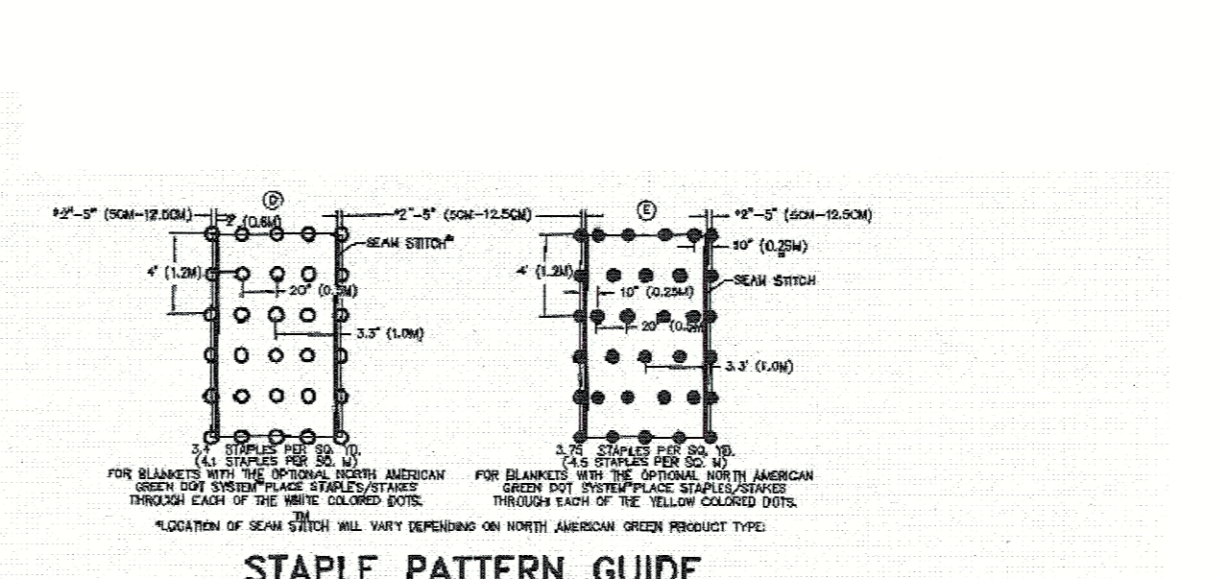 D
E
*2"-5" (5CM-12.5CM)
2' (0.6M)
*2"-5" (5CM-12.5CM)
*2"-5" (5CM-12.5CM)
SEAM STITCH*
10" (0.25M)
4' (1.2M)
4' (1.2M)
SEAM STITCH
20" (0.5M)
10" (0.25M)
20" (0.5M)
3.3' (1.0M)
3.3' (1.0M)
3.4 STAPLES PER SQ. YD.
(4.1 STAPLES PER SQ. M)
FOR BLANKETS WITH THE OPTIONAL NORTH AMERICAN
GREEN DOT SYSTEM™ PLACE STAPLES/STAKES
THROUGH EACH OF THE WHITE COLORED DOTS.
3.75 STAPLES PER SQ. YD.
(4.5 STAPLES PER SQ. M)
FOR BLANKETS WITH THE OPTIONAL NORTH AMERICAN
GREEN DOT SYSTEM™ PLACE STAPLES/STAKES
THROUGH EACH OF THE YELLOW COLORED DOTS.
TM
*LOCATION OF SEAM STITCH WILL VARY DEPENDING ON NORTH AMERICAN GREEN PRODUCT TYPE.
STAPLE PATTERN GUIDE